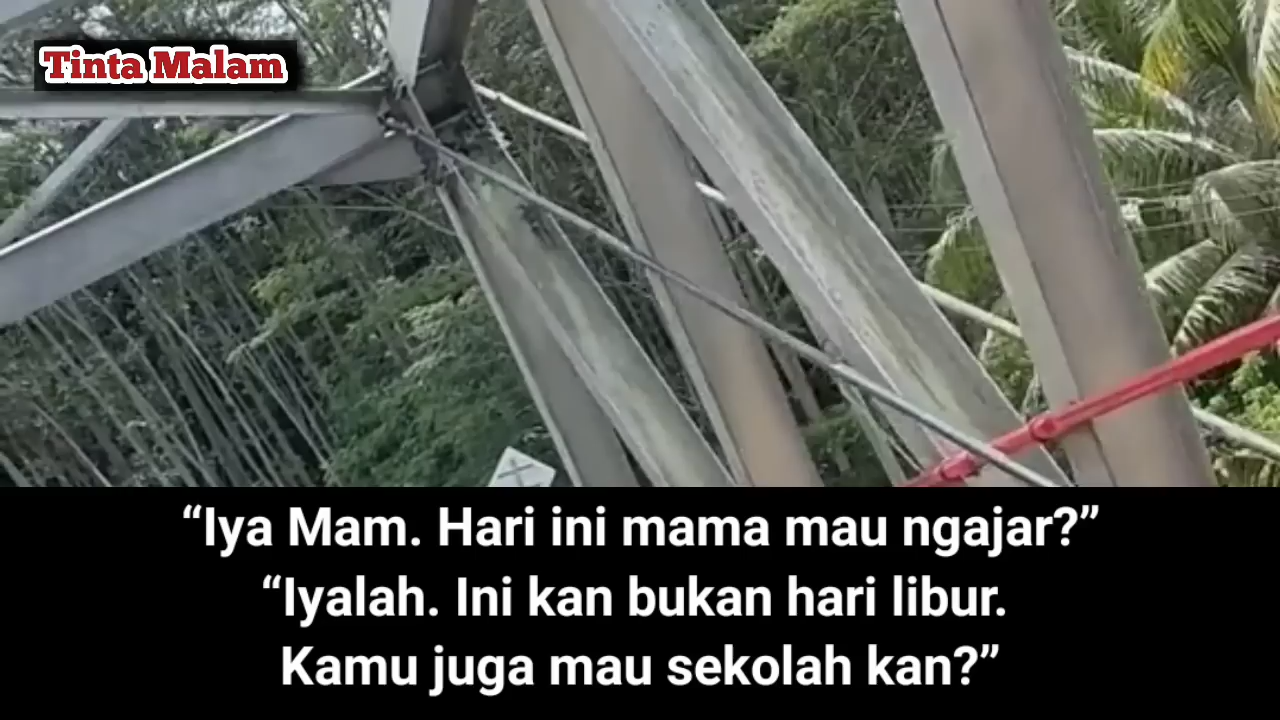 Tinta Malam
“Iya Mam. Hari ini mama mau ngajar?”
“Iyalah. Ini kan bukan hari libur.
Kamu juga mau sekolah kan?”